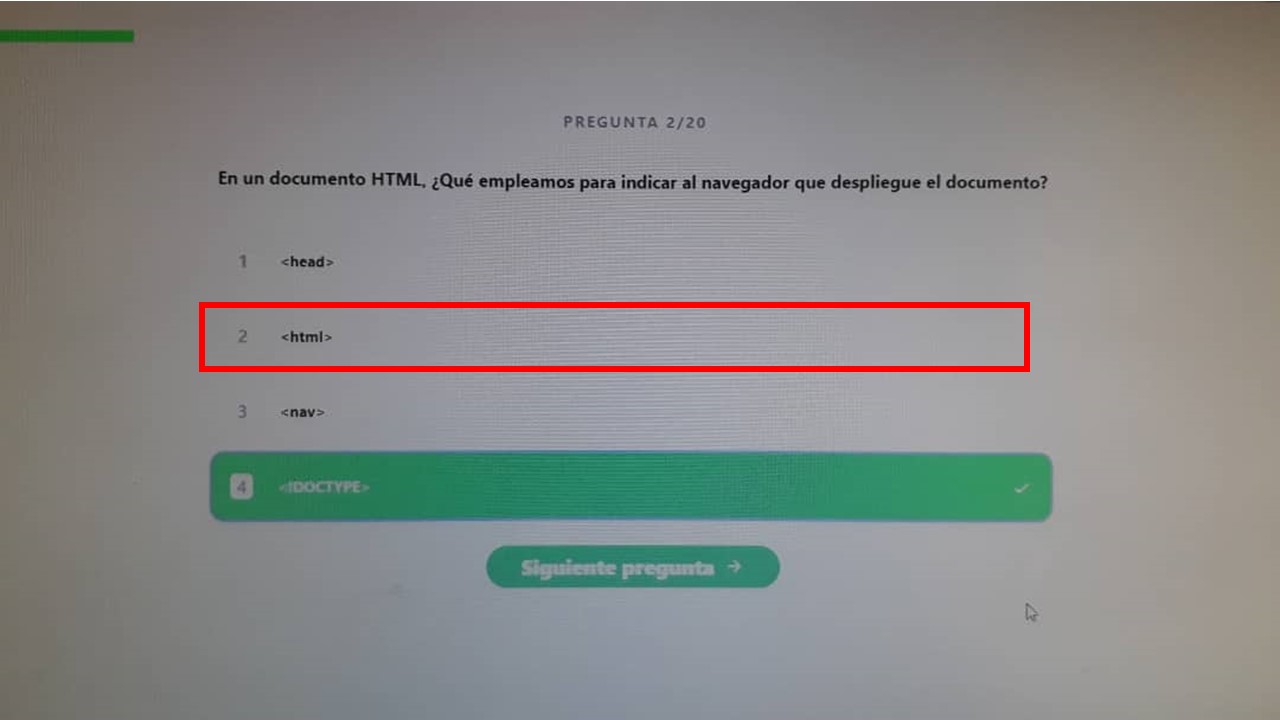 PREGUNTA 2/20
En un documento HTML, ¿Qué empleamos para indicar al navegador que despliegue el documento?
1 <head>
2 <html>
3 <nav>
4 <!DOCTYPE>
Siguiente pregunta →